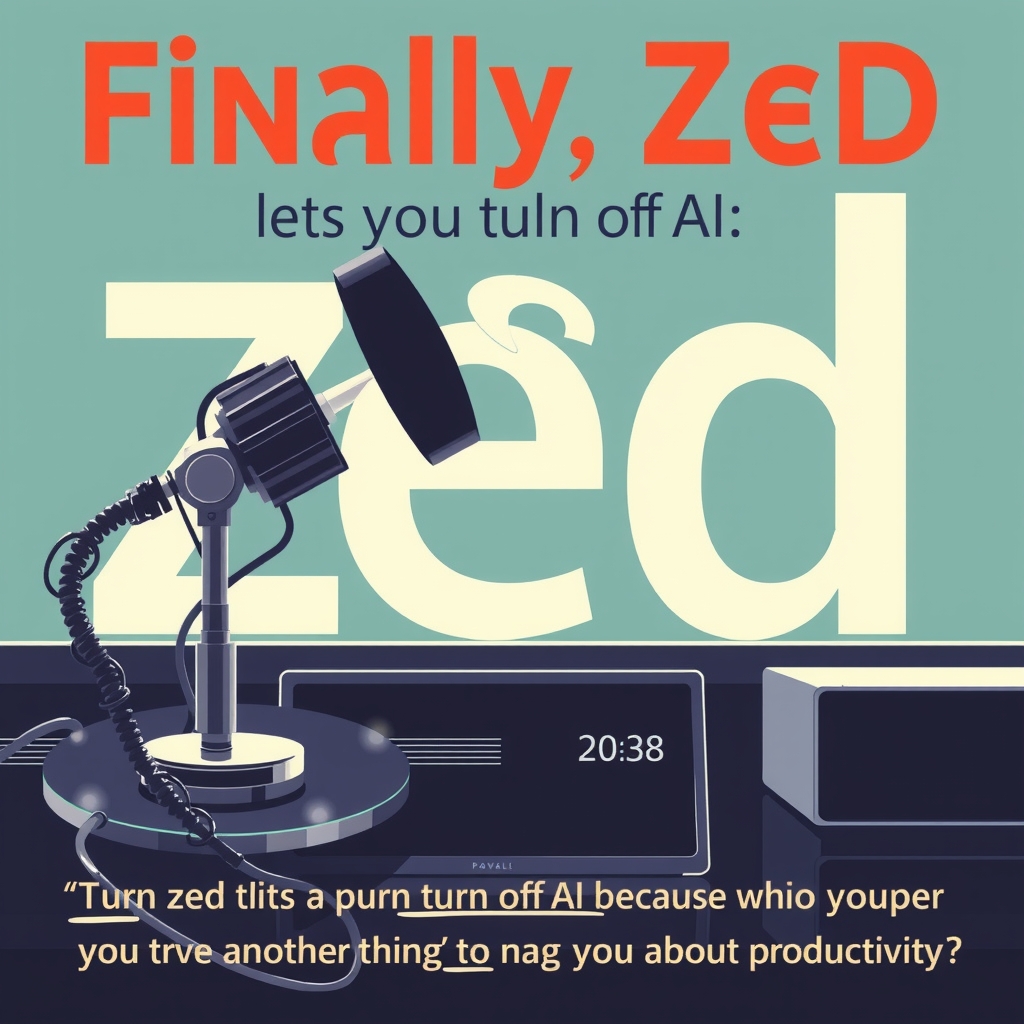 Finally, ZeD
lets you tuln off AI:
zed
20:38
PAVALL
“Turn zed tlits a purn turn off AI because whio youper
you trve another thing’ to nag you about productivity?